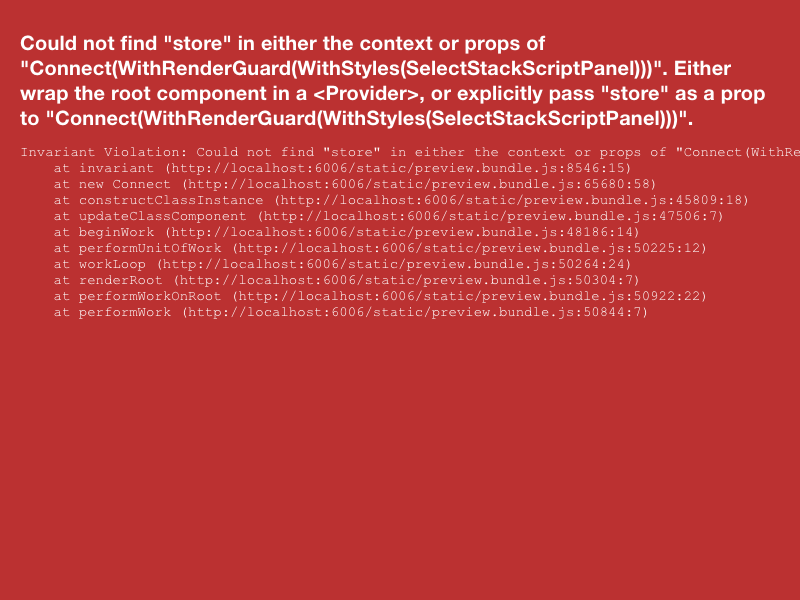 Could not find "store" in either the context or props of
"Connect(WithRenderGuard(WithStyles(SelectStackScriptPanel)))". Either
wrap the root component in a <Provider>, or explicitly pass "store" as a prop
to "Connect(WithRenderGuard(WithStyles(SelectStackScriptPanel)))".
Invariant Violation: Could not find "store" in either the context or props of "Connect(WithRe
at invariant (http://localhost:6006/static/preview.bundle.js:8546:15)
at new Connect (http://localhost:6006/static/preview.bundle.js:65680:58)
at constructClassInstance (http://localhost:6006/static/preview.bundle.js:45809:18)
at updateClassComponent (http://localhost:6006/static/preview.bundle.js:47506:7)
at beginWork (http://localhost:6006/static/preview.bundle.js:48186:14)
at performUnitOfWork (http://localhost:6006/static/preview.bundle.js:50225:12)
at workLoop (http://localhost:6006/static/preview.bundle.js:50264:24)
at renderRoot (http://localhost:6006/static/preview.bundle.js:50304:7)
at performWorkOnRoot (http://localhost:6006/static/preview.bundle.js:50922:22)
at performWork (http://localhost:6006/static/preview.bundle.js:50844:7)